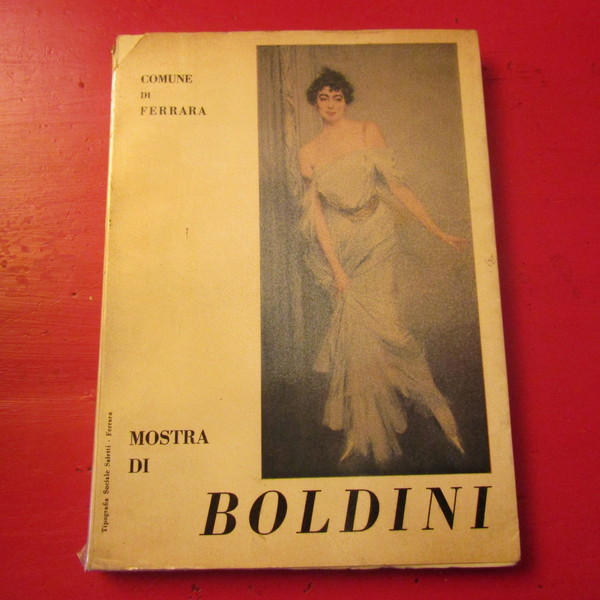 COMUNE
DI
FERRARA
MOSTRA
DI
BOLDINI
Tipografia Sociale Saletti - Ferrara